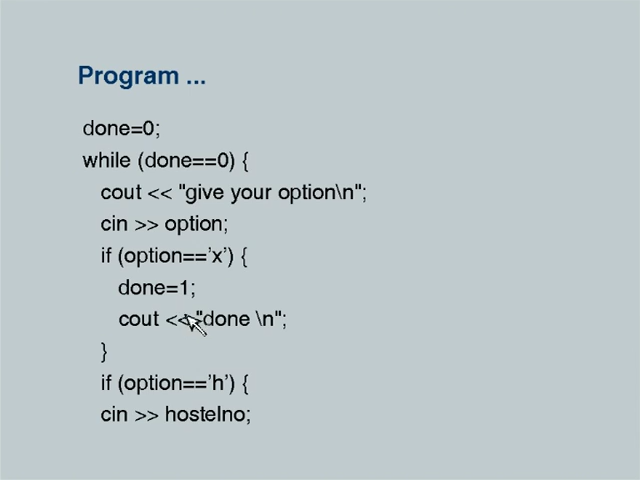 Program ...
done=0;
while (done==0) {
cout << "give your option\n";
cin >> option;
if (option==’x’) {
done=1;
cout << "done \n";
}
if (option==’h’) {
cin >> hostelno;